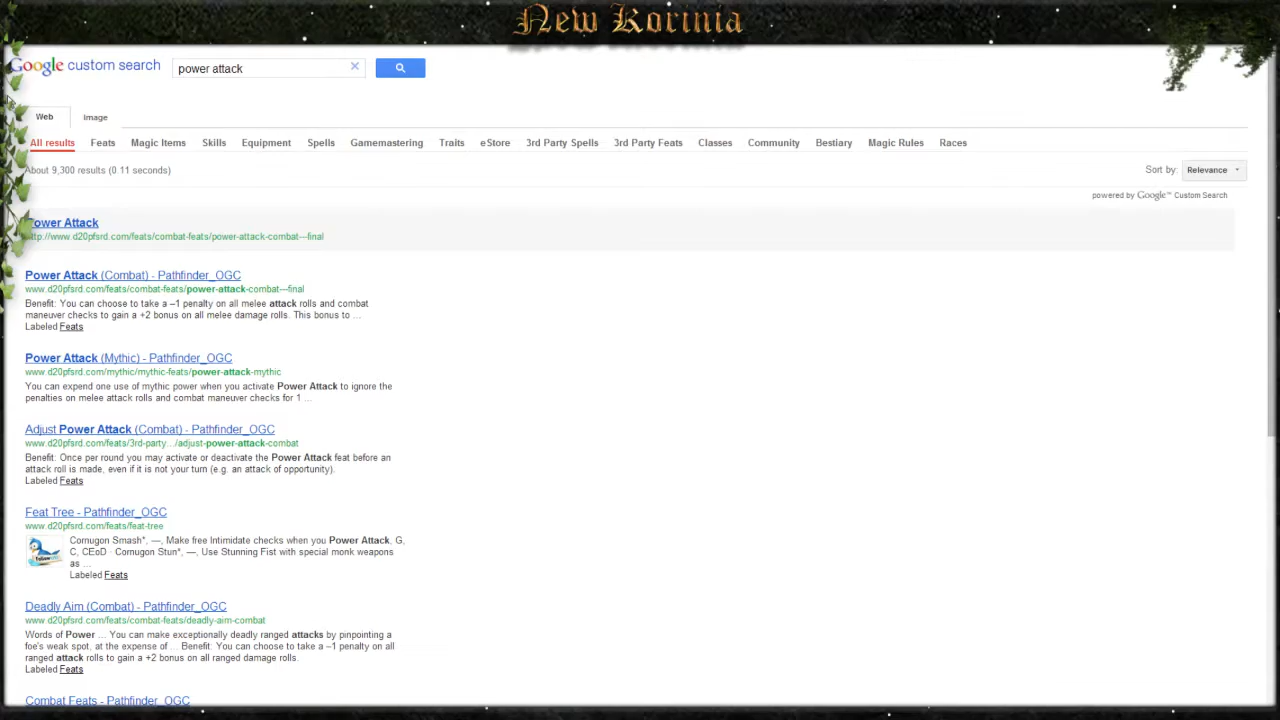 New Korinia
Google custom search
power attack
Web
Image
All results Feats Magic Items Skills Equipment Spells Gamemastering Traits eStore 3rd Party Spells 3rd Party Feats Classes Community Bestiary Magic Rules Races
About 9,300 results (0.11 seconds)
Sort by: Relevance
powered by Google™ Custom Search
Power Attack
http://www.d20pfsrd.com/feats/combat-feats/power-attack-combat---final
Power Attack (Combat) - Pathfinder_OGC
www.d20pfsrd.com/feats/combat-feats/power-attack-combat---final
Benefit: You can choose to take a –1 penalty on all melee attack rolls and combat
maneuver checks to gain a +2 bonus on all melee damage rolls. This bonus to ...
Labeled Feats
Power Attack (Mythic) - Pathfinder_OGC
www.d20pfsrd.com/mythic/mythic-feats/power-attack-mythic
You can expend one use of mythic power when you activate Power Attack to ignore the
penalties on melee attack rolls and combat maneuver checks for 1 ...
Adjust Power Attack (Combat) - Pathfinder_OGC
www.d20pfsrd.com/feats/3rd-party.../adjust-power-attack-combat
Benefit: Once per round you may activate or deactivate the Power Attack feat before an
attack roll is made, even if it is not your turn (e.g. an attack of opportunity).
Labeled Feats
Feat Tree - Pathfinder_OGC
www.d20pfsrd.com/feats/feat-tree
Cornugon Smash*, —, Make free Intimidate checks when you Power Attack, G,
C, CEoD · Cornugon Stun*, —, Use Stunning Fist with special monk weapons
as ...
Labeled Feats
Deadly Aim (Combat) - Pathfinder_OGC
www.d20pfsrd.com/feats/combat-feats/deadly-aim-combat
Words of Power ... You can make exceptionally deadly ranged attacks by pinpointing a
foe's weak spot, at the expense of ... Benefit: You can choose to take a –1 penalty on all
ranged attack rolls to gain a +2 bonus on all ranged damage rolls.
Labeled Feats
Combat Feats - Pathfinder_OGC